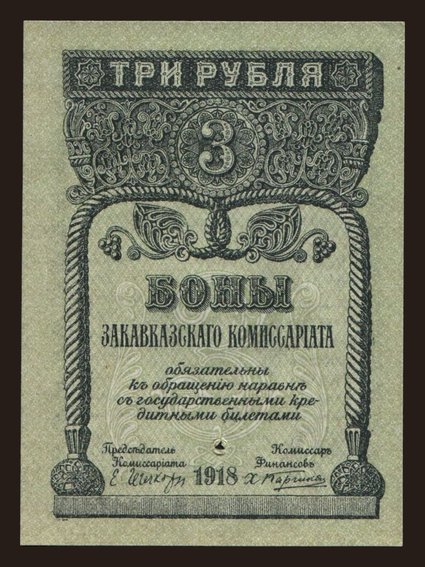 ТРИ РУБЛЯ
3
БОНЫ
ЗАКАВКАЗСКАГО КОМИССАРІАТА
обязательны
къ обращенію наравнѣ
съ государственными кре-
дитными билетами
Предсѣдатель Комиссаръ
Комиссаріата Финансовъ
1918